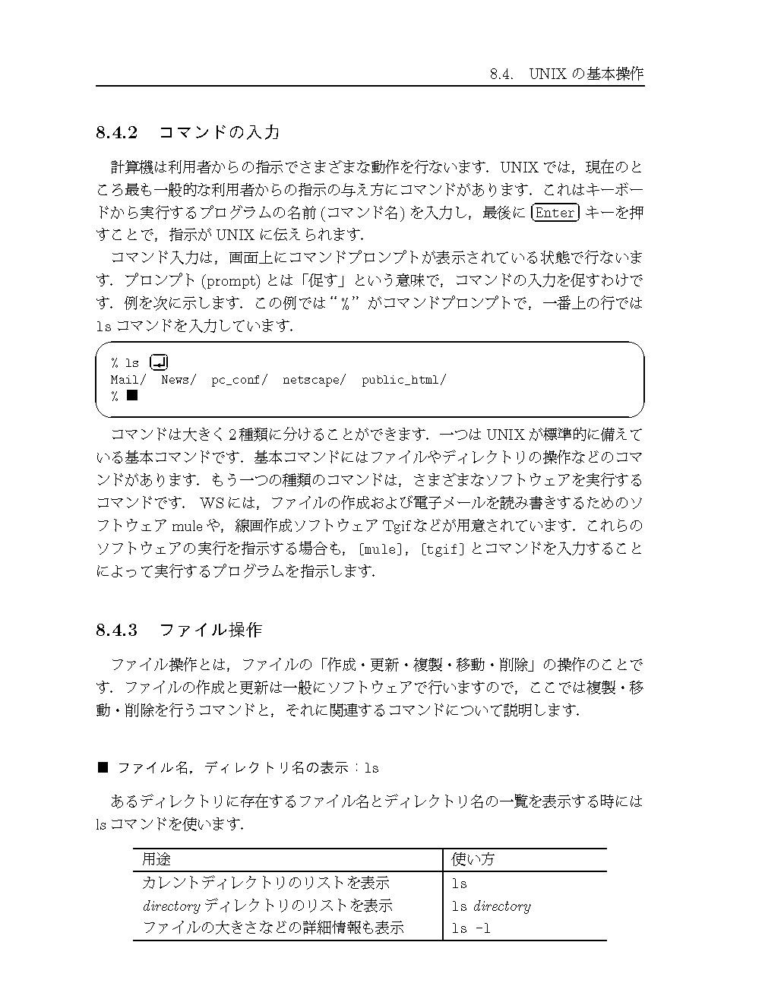 8.4. UNIX の基本操作
8.4.2 コマンドの入力
計算機は利用者からの指示でさまざまな動作を行ないます．UNIX では，現在のと
ころ最も一般的な利用者からの指示の与え方にコマンドがあります．これはキーボー
ドから実行するプログラムの名前 (コマンド名) を入力し，最後に Enter キーを押
すことで，指示が UNIX に伝えられます．
コマンド入力は，画面上にコマンドプロンプトが表示されている状態で行ないま
す．プロンプト (prompt) とは「促す」という意味で，コマンドの入力を促すわけで
す．例を次に示します．この例では “%” がコマンドプロンプトで，一番上の行では
ls コマンドを入力しています．
% ls ↵
Mail/ News/ pc_conf/ netscape/ public_html/
% ■
コマンドは大きく 2 種類に分けることができます．一つは UNIX が標準的に備えて
いる基本コマンドです．基本コマンドにはファイルやディレクトリの操作などのコマ
ンドがあります．もう一つの種類のコマンドは，さまざまなソフトウェアを実行する
コマンドです． WS には，ファイルの作成および電子メールを読み書きするためのソ
フトウェア mule や，線画作成ソフトウェア Tgif などが用意されています．これらの
ソフトウェアの実行を指示する場合も，[mule]，[tgif] とコマンドを入力すること
によって実行するプログラムを指示します．
8.4.3 ファイル操作
ファイル操作とは，ファイルの「作成・更新・複製・移動・削除」の操作のことで
す．ファイルの作成と更新は一般にソフトウェアで行いますので，ここでは複製・移
動・削除を行うコマンドと，それに関連するコマンドについて説明します．
■ ファイル名，ディレクトリ名の表示：ls
あるディレクトリに存在するファイル名とディレクトリ名の一覧を表示する時には
ls コマンドを使います．
用途 使い方
カレントディレクトリのリストを表示 ls
directory ディレクトリのリストを表示 ls directory
ファイルの大きさなどの詳細情報も表示 ls -l